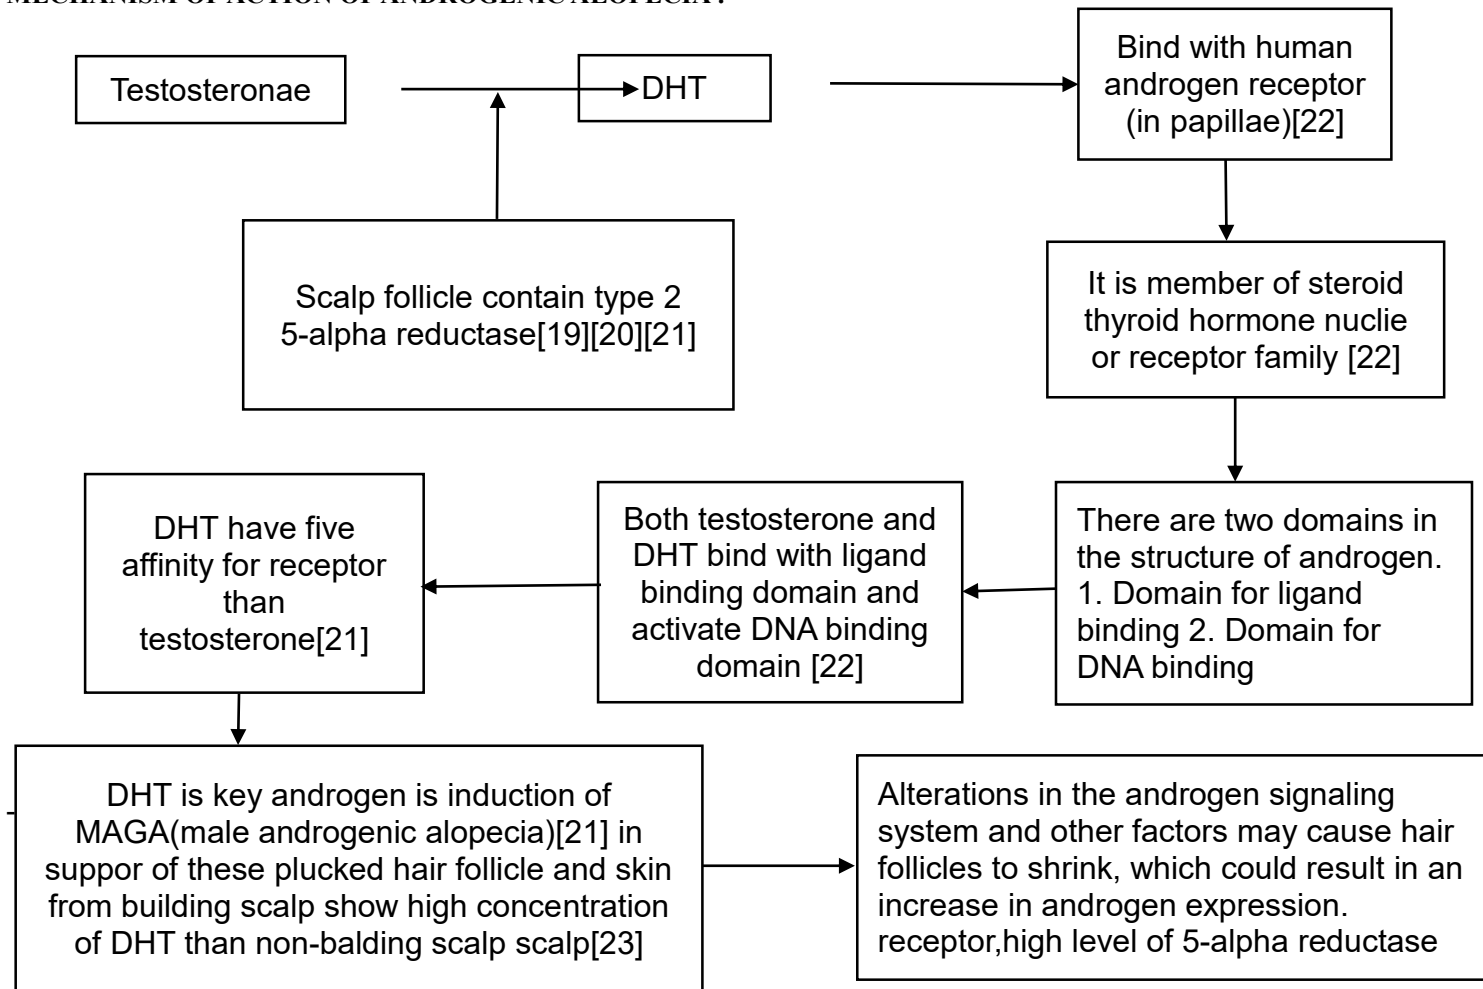 MECHANISM OF ACTION OF ANDROGENIC ALOPECIA :
Testosteronae
DHT
Bind with human
androgen receptor
(in papillae)[22]
Scalp follicle contain type 2
5-alpha reductase[19][20][21]
It is member of steroid
thyroid hormone nuclie
or receptor family [22]
There are two domains in
the structure of androgen.
1. Domain for ligand
binding 2. Domain for
DNA binding
Both testosterone and
DHT bind with ligand
binding domain and
activate DNA binding
domain [22]
DHT have five
affinity for receptor
than
testosterone[21]
DHT is key androgen is induction of
MAGA(male androgenic alopecia)[21] in
suppor of these plucked hair follicle and skin
from building scalp show high concentration
of DHT than non-balding scalp scalp[23]
Alterations in the androgen signaling
system and other factors may cause hair
follicles to shrink, which could result in an
increase in androgen expression.
receptor,high level of 5-alpha reductase